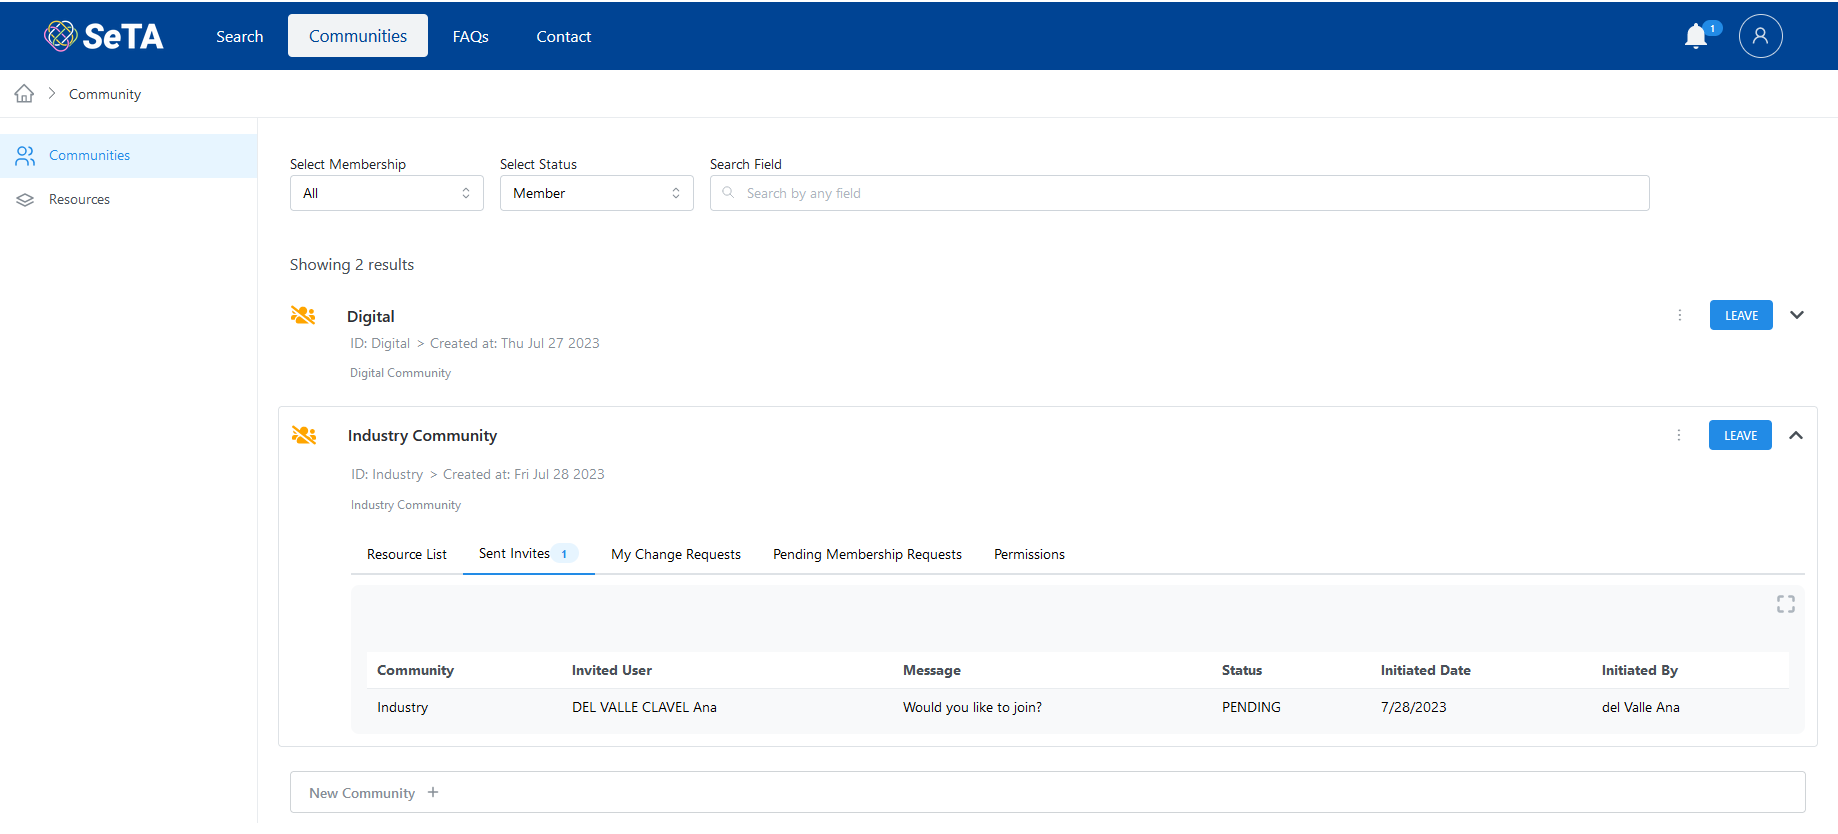 SeTA Search Communities FAQs Contact 1
Community
Communities
Resources
Select Membership Select Status Search Field
All Member Search by any field
Showing 2 results
Digital LEAVE
ID: Digital > Created at: Thu Jul 27 2023
Digital Community
Industry Community LEAVE
ID: Industry > Created at: Fri Jul 28 2023
Industry Community
Resource List Sent Invites 1 My Change Requests Pending Membership Requests Permissions
Community Invited User Message Status Initiated Date Initiated By
Industry DEL VALLE CLAVEL Ana Would you like to join? PENDING 7/28/2023 del Valle Ana
New Community +